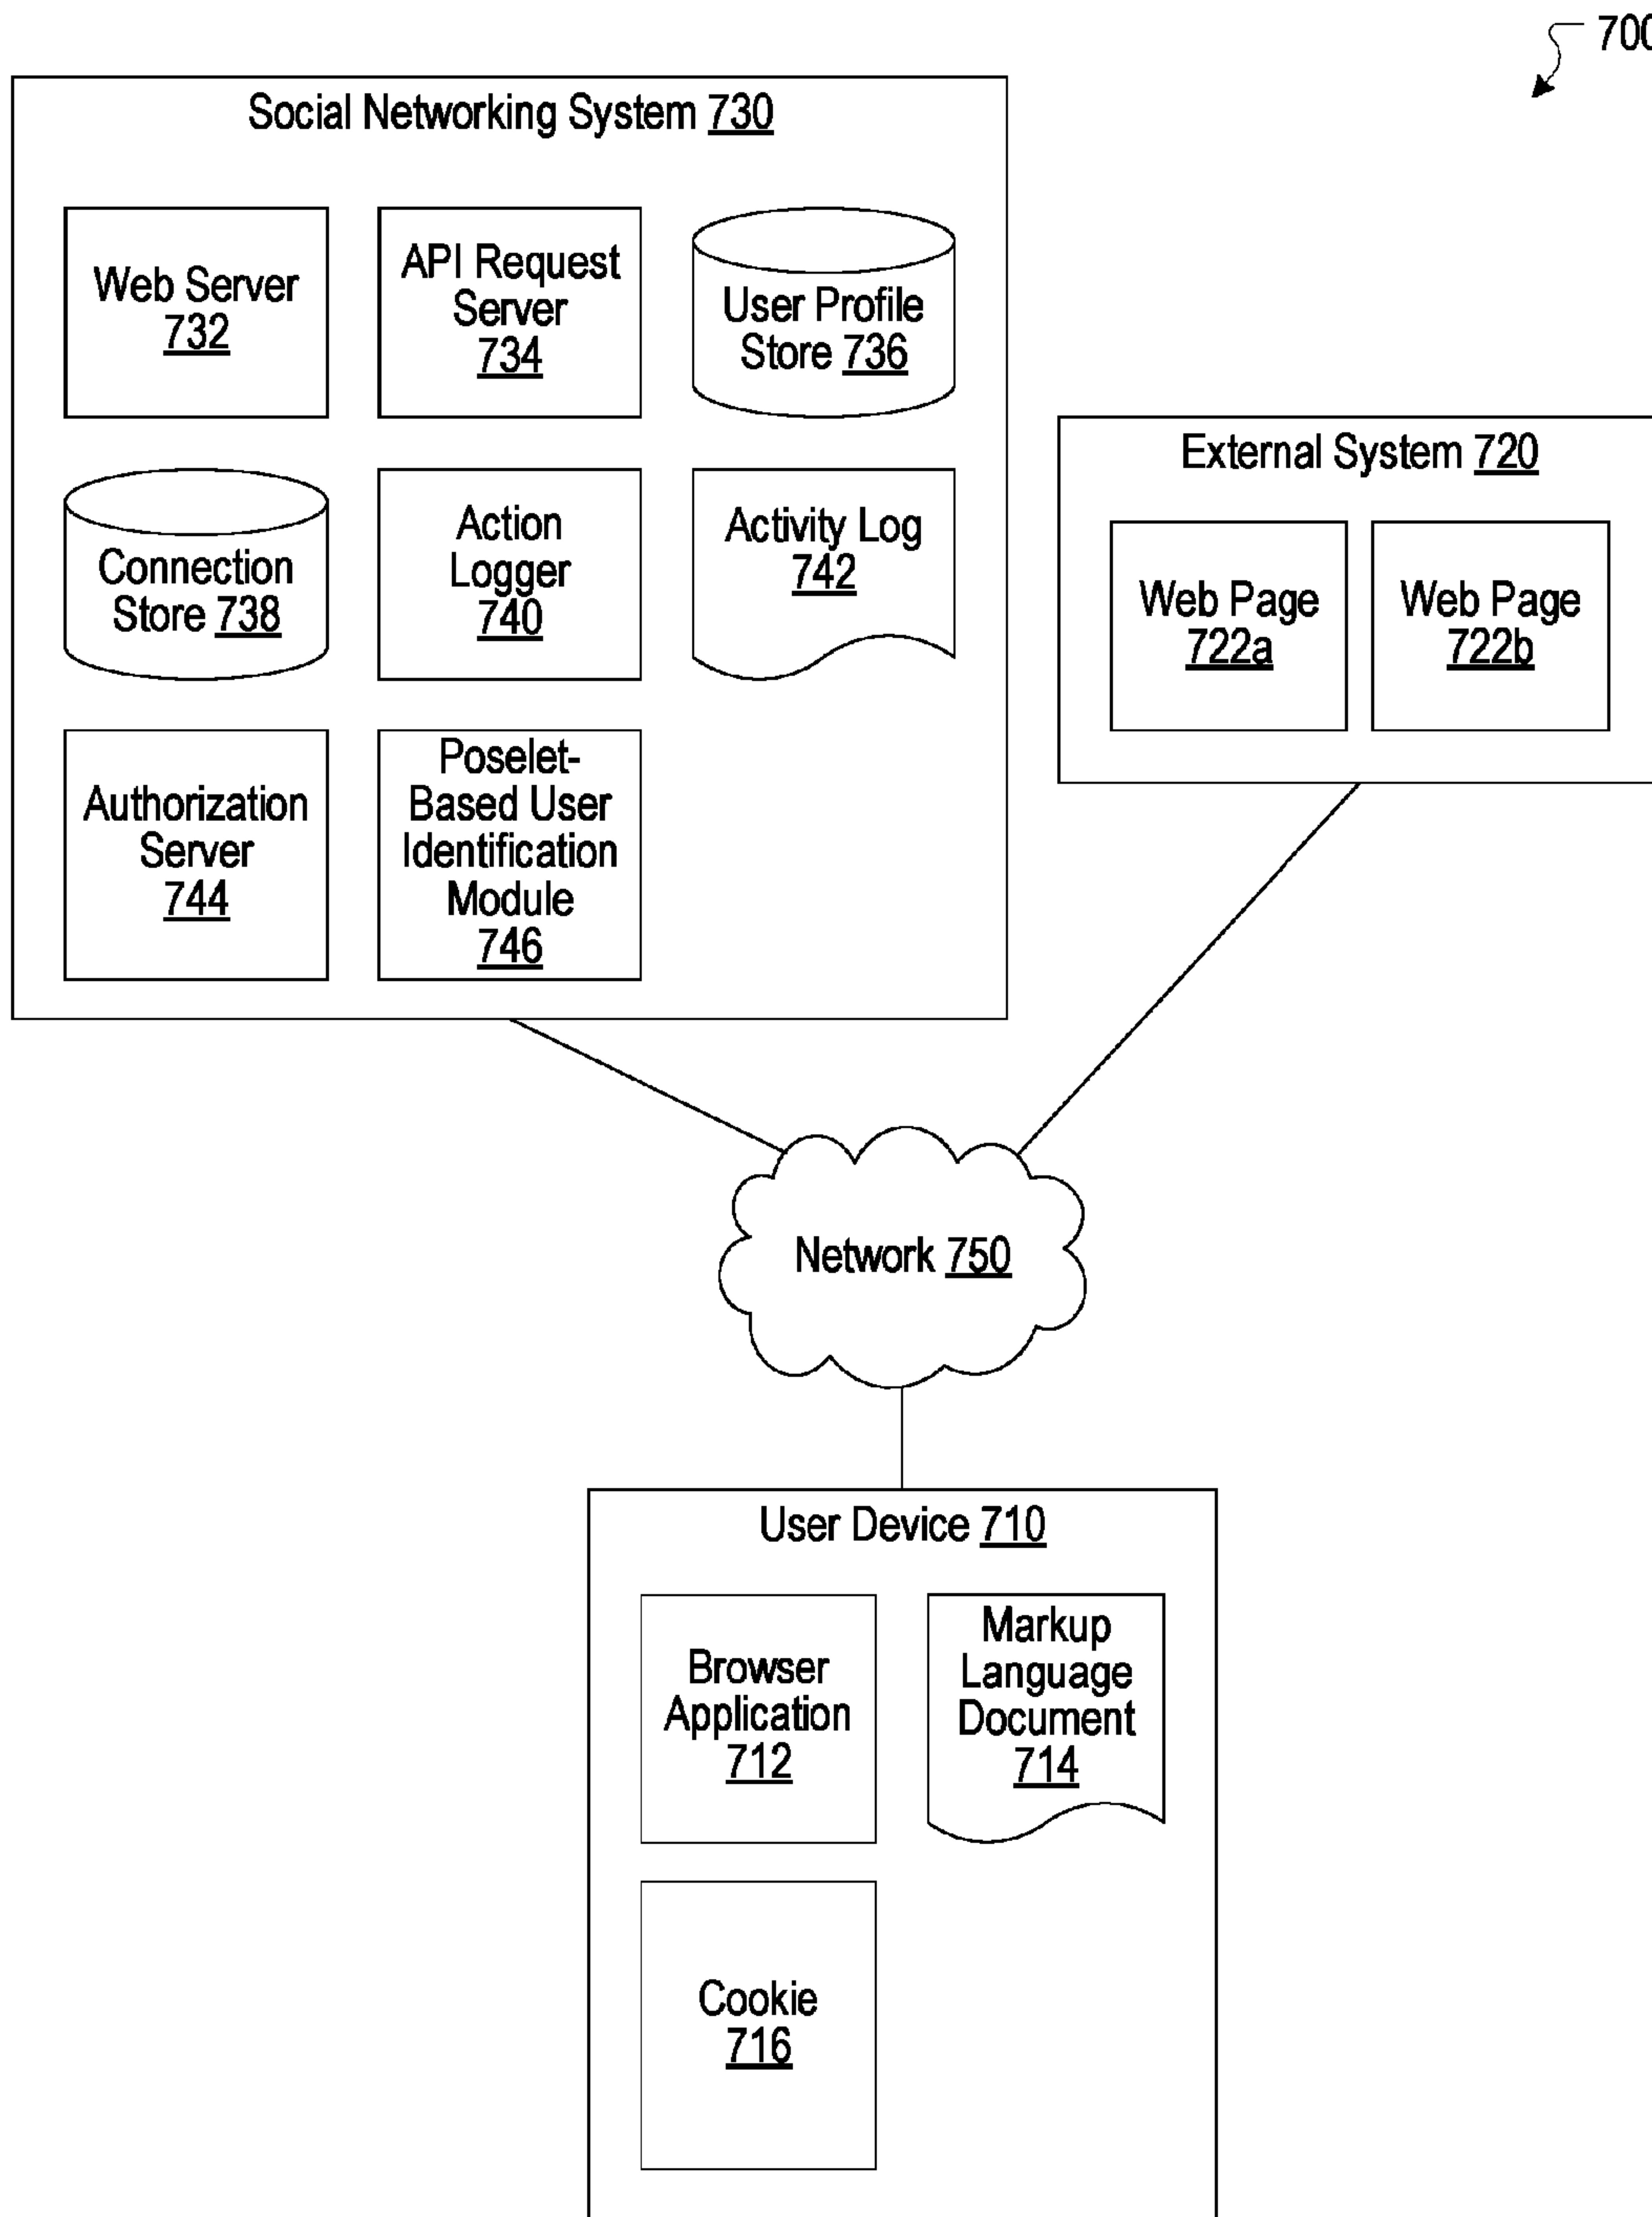 700
Social Networking System 730
Web Server
732
API Request
Server
734
User Profile
Store 736
Connection
Store 738
Action
Logger
740
Activity Log
742
Authorization
Server
744
Poselet-
Based User
Identification
Module
746
External System 720
Web Page
722a
Web Page
722b
Network 750
User Device 710
Browser
Application
712
Markup
Language
Document
714
Cookie
716